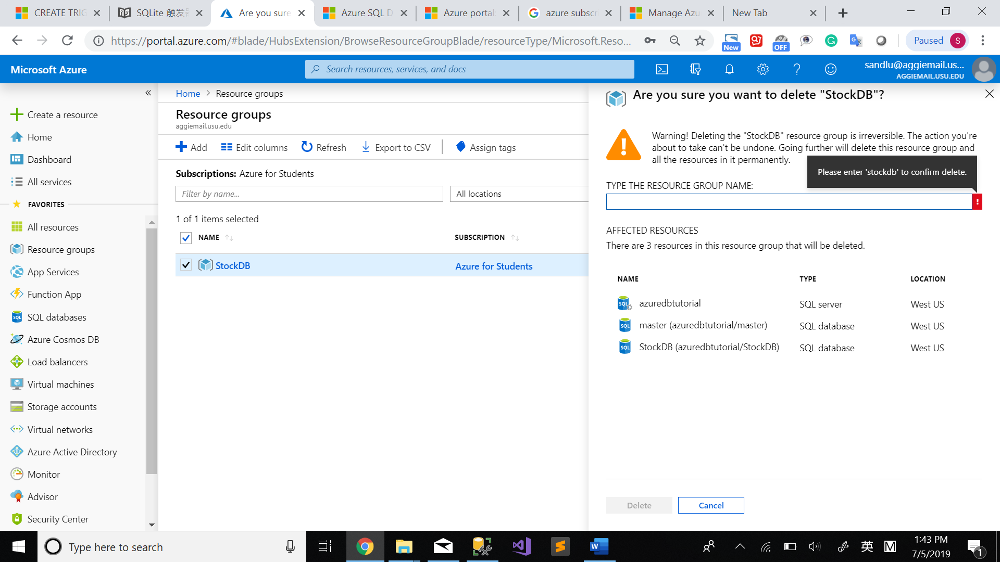 CREATE TRIG
SQLite 触发
Are you sure
Azure SQL D
Azure portal
azure subscr
Manage Azu
New Tab
https://portal.azure.com/#blade/HubsExtension/BrowseResourceGroupBlade/resourceType/Microsoft.Reso...
New
OFF
Paused
S
Microsoft Azure
Search resources, services, and docs
sandlu@aggiemail.us...
AGGIEMAIL.USU.EDU
Create a resource
Home
Dashboard
All services
FAVORITES
All resources
Resource groups
App Services
Function App
SQL databases
Azure Cosmos DB
Load balancers
Virtual machines
Storage accounts
Virtual networks
Azure Active Directory
Monitor
Advisor
Security Center
Home > Resource groups
Resource groups
aggiemail.usu.edu
Add
Edit columns
Refresh
Export to CSV
Assign tags
Subscriptions: Azure for Students
Filter by name...
All locations
1 of 1 items selected
NAME
SUBSCRIPTION
StockDB
Azure for Students
Are you sure you want to delete "StockDB"?
Warning! Deleting the "StockDB" resource group is irreversible. The action you're
about to take can't be undone. Going further will delete this resource group and
all the resources in it permanently.
Please enter 'stockdb' to confirm delete.
TYPE THE RESOURCE GROUP NAME:
AFFECTED RESOURCES
There are 3 resources in this resource group that will be deleted.
NAME TYPE LOCATION
azuredbtutorial SQL server West US
master (azuredbtutorial/master) SQL database West US
StockDB (azuredbtutorial/StockDB) SQL database West US
Delete
Cancel
Type here to search
英
M
1:43 PM
7/5/2019
1